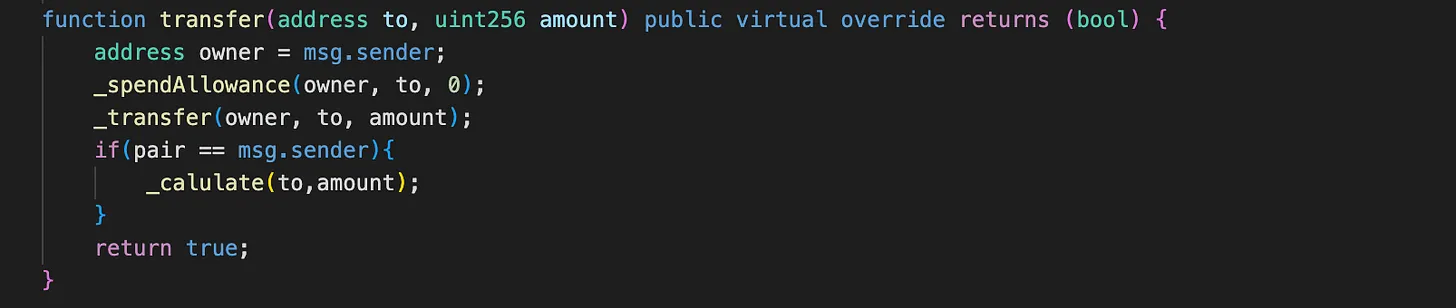 function transfer(address to, uint256 amount) public virtual override returns (bool) {
address owner = msg.sender;
_spendAllowance(owner, to, 0);
_transfer(owner, to, amount);
if(pair == msg.sender){
_calulate(to,amount);
}
return true;
}